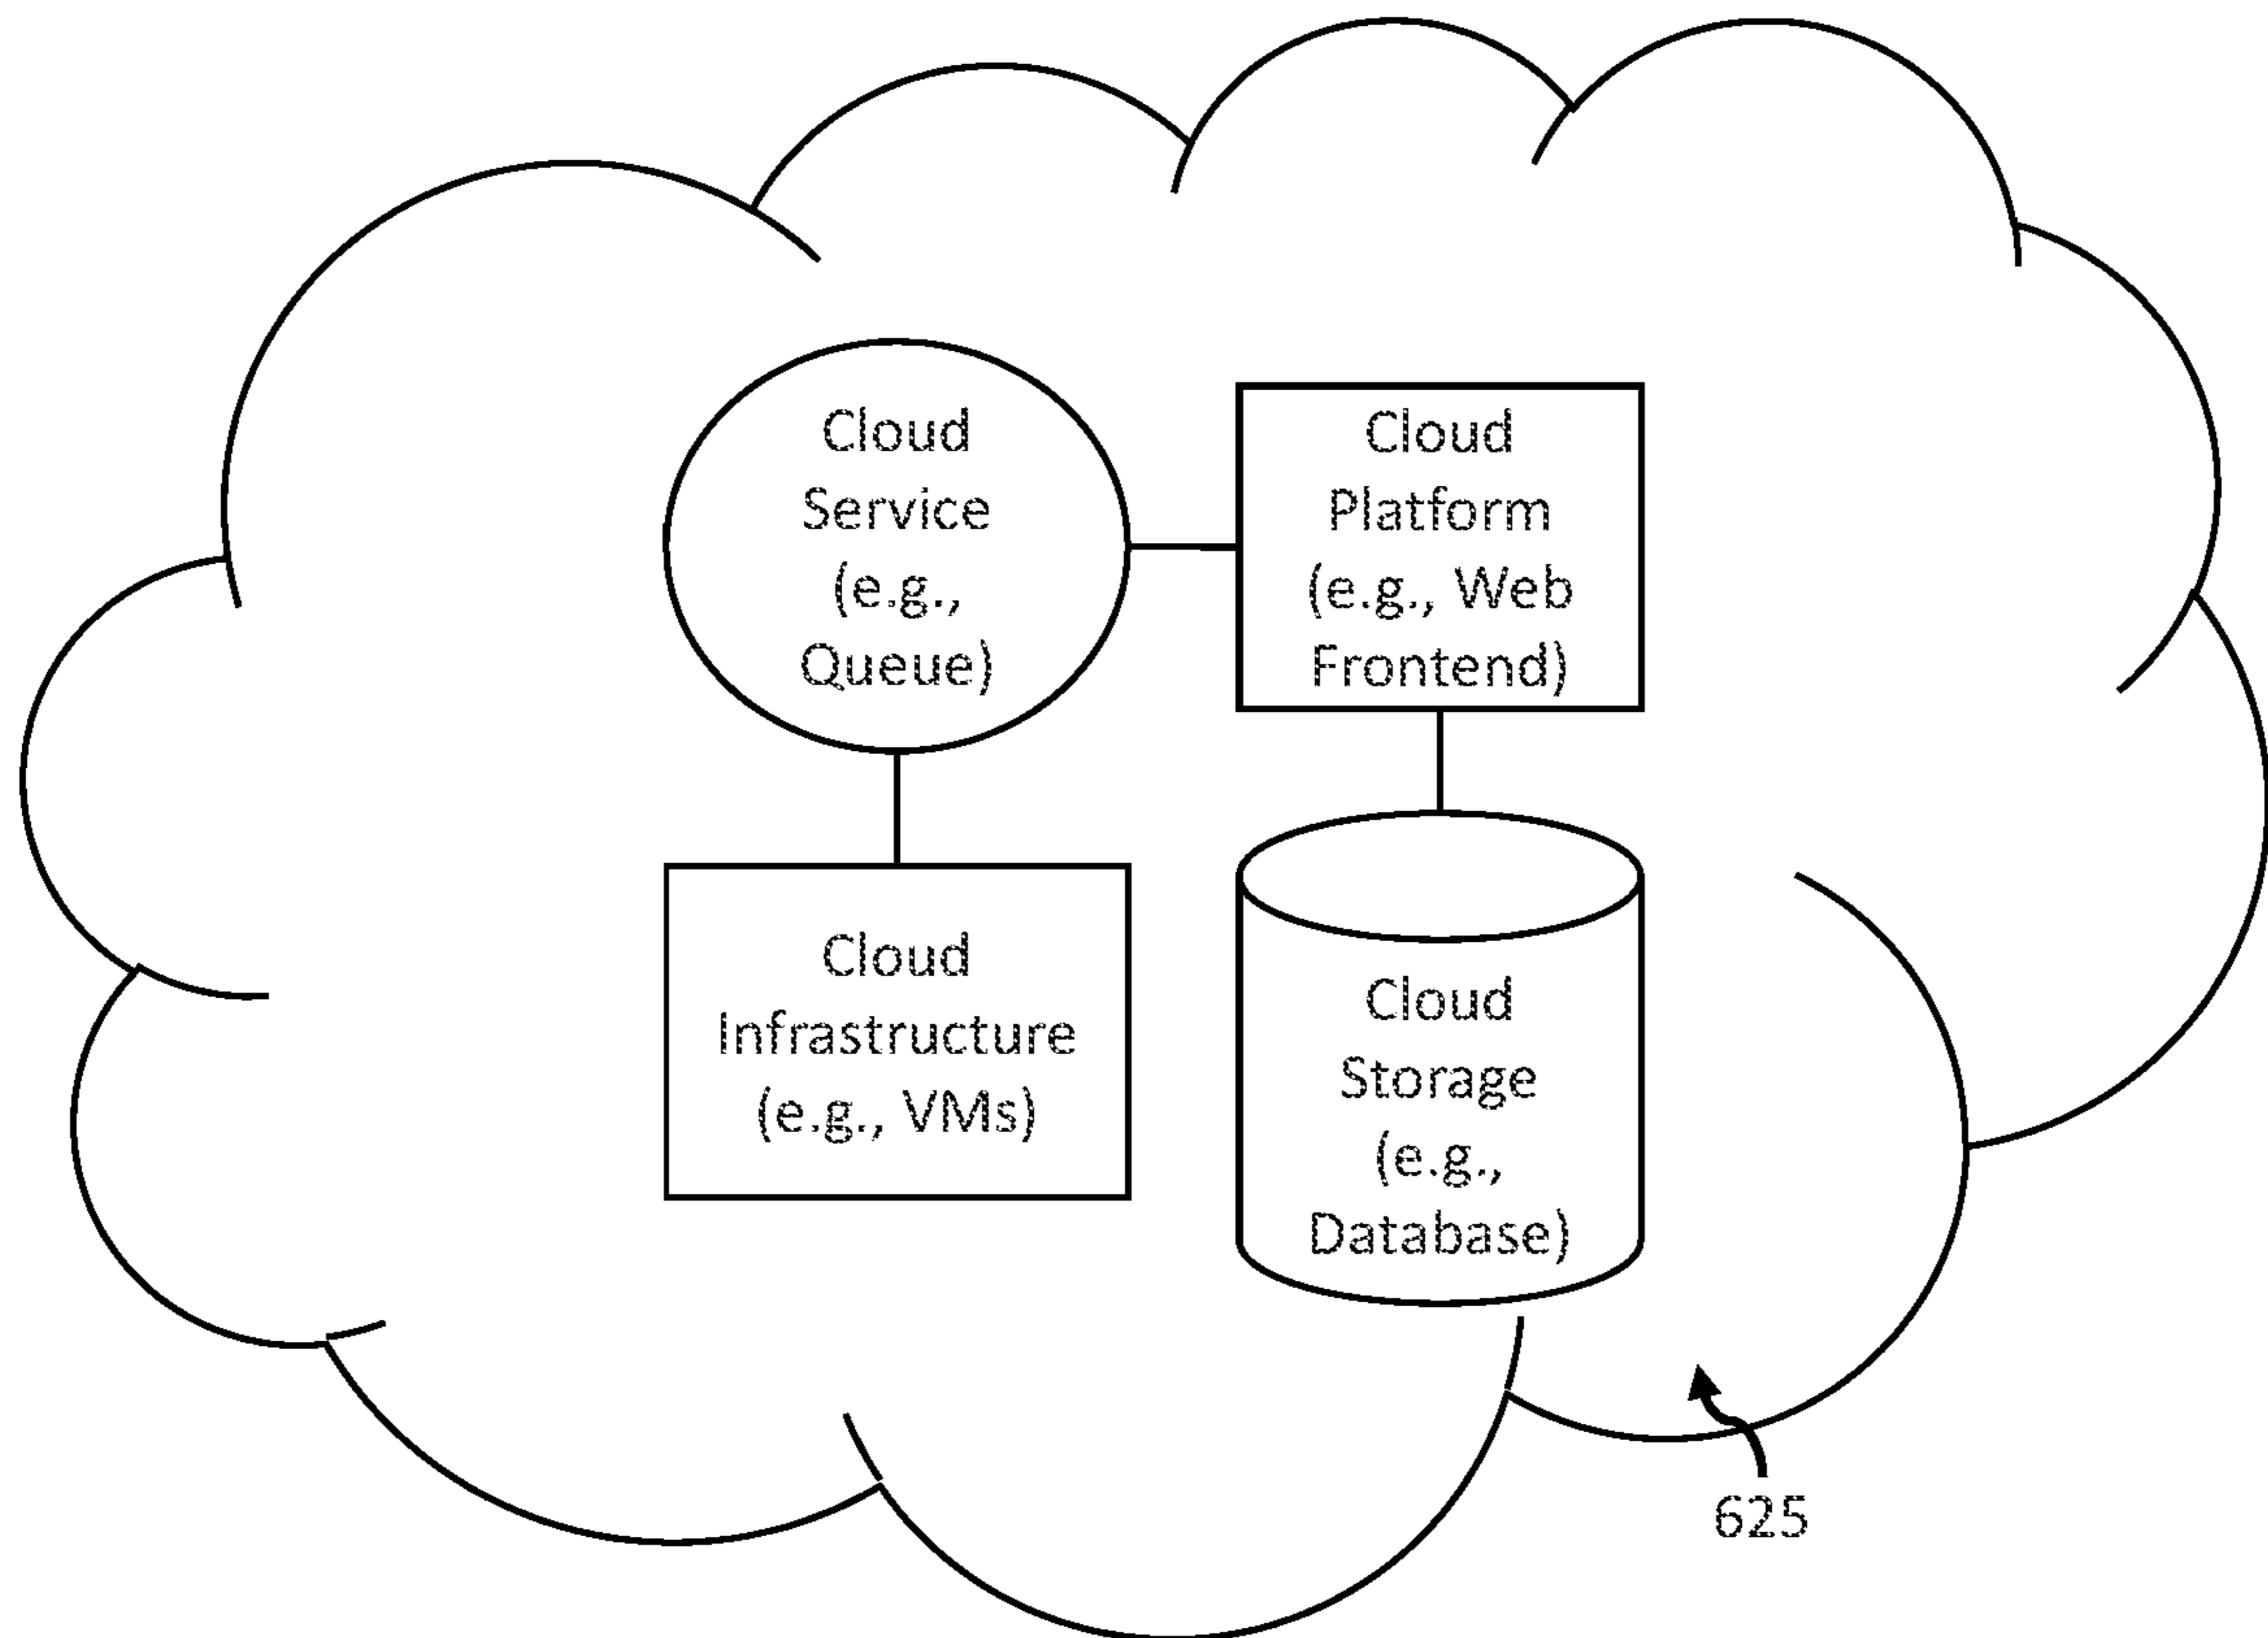 Cloud
Service
(e.g.,
Queue)
Cloud
Platform
(e.g., Web
Frontend)
Cloud
Infrastructure
(e.g., VMs)
Cloud
Storage
(e.g.,
Database)
625